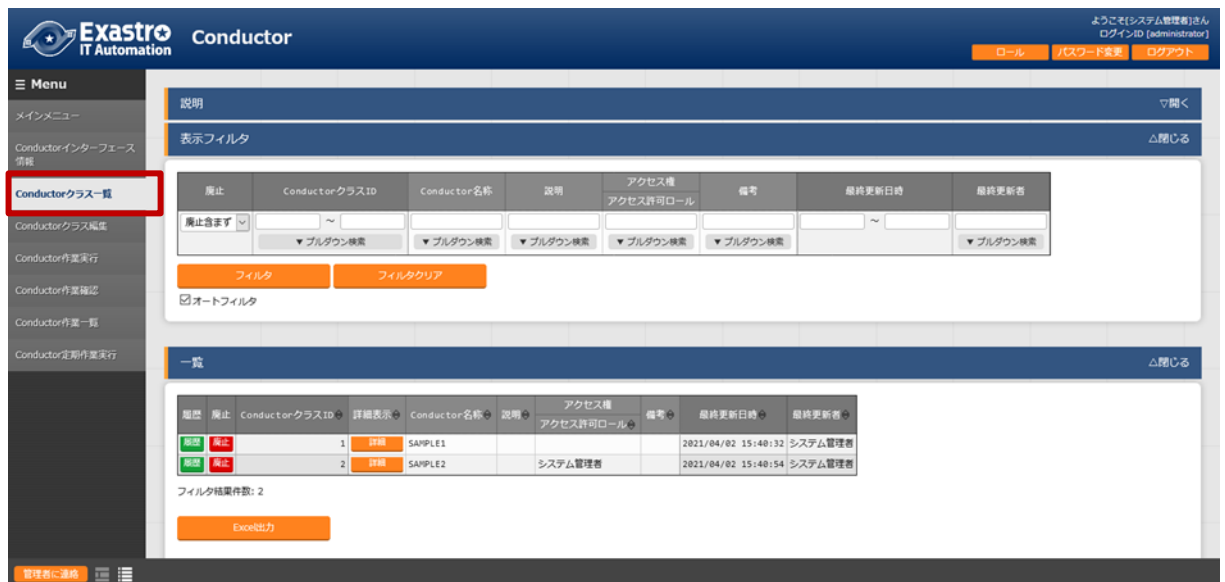 Exastro
IT Automation
Conductor
ようこそ[システム管理者]さん
ログインID [administrator]
ロール
パスワード変更
ログアウト
Menu
メインメニュー
Conductorインターフェース
情報
Conductorクラス一覧
Conductorクラス編集
Conductor作業実行
Conductor作業確認
Conductor作業一覧
Conductor定期作業実行
説明
▽開く
表示フィルタ
△閉じる
廃止 ConductorクラスID Conductor名称 説明 アクセス権 備考 最終更新日時 最終更新者
アクセス許可ロール
廃止含まず ～ ～
▼プルダウン検索 ▼プルダウン検索 ▼プルダウン検索 ▼プルダウン検索 ▼プルダウン検索 ▼プルダウン検索
フィルタ フィルタクリア
オートフィルタ
一覧
△閉じる
履歴 廃止 ConductorクラスID 詳細表示 Conductor名称 説明 アクセス権 備考 最終更新日時 最終更新者
アクセス許可ロール
履歴 廃止 1 詳細 SAMPLE1 2021/04/02 15:40:32 システム管理者
履歴 廃止 2 詳細 SAMPLE2 システム管理者 2021/04/02 15:40:54 システム管理者
フィルタ結果件数: 2
Excel出力
管理者に連絡